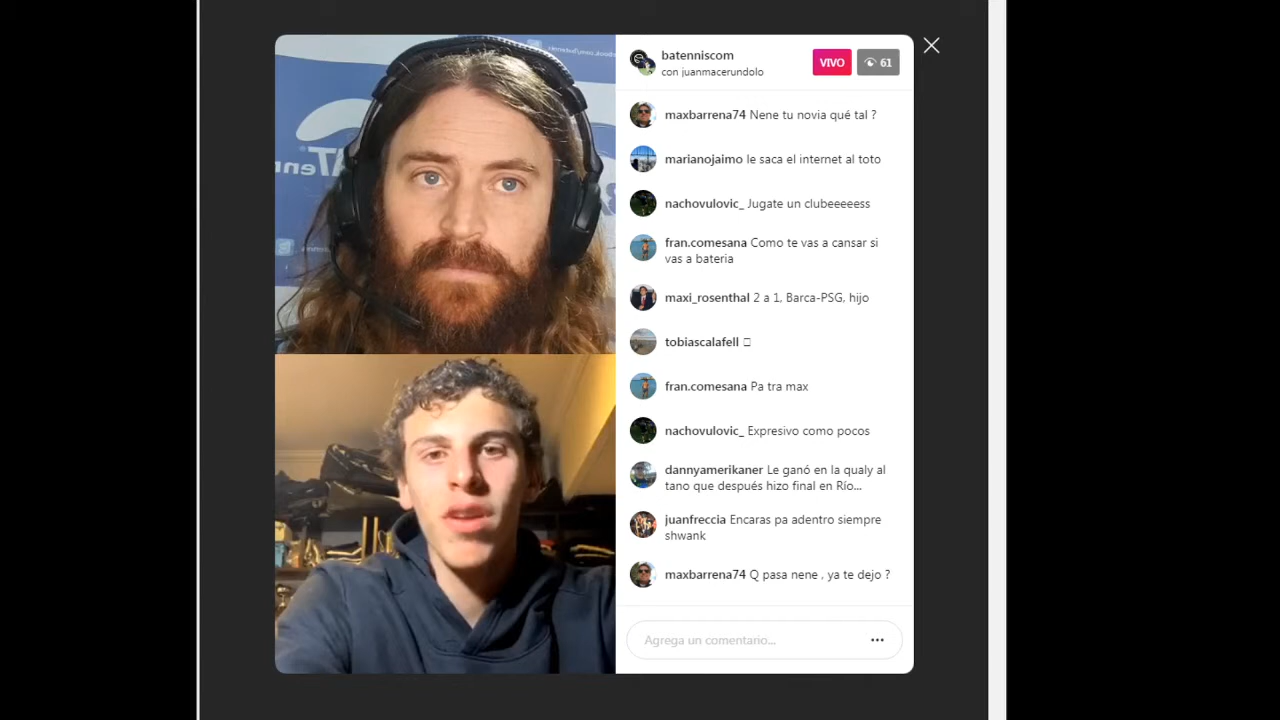 batenniscom
con juanmacerundolo
VIVO
61
maxbarrena74 Nene tu novia qué tal ?
marianojaimo le saca el internet al toto
nachovulovic_ Jugate un clubeeeeess
fran.comesana Como te vas a cansar si
vas a bateria
maxi_rosenthal 2 a 1, Barca-PSG, hijo
tobiascalafell
fran.comesana Pa tra max
nachovulovic_ Expresivo como pocos
dannyamerikaner Le ganó en la qualy al
tano que después hizo final en Río...
juanfreccia Encaras pa adentro siempre
shwank
maxbarrena74 Q pasa nene , ya te dejo ?
Agrega un comentario...